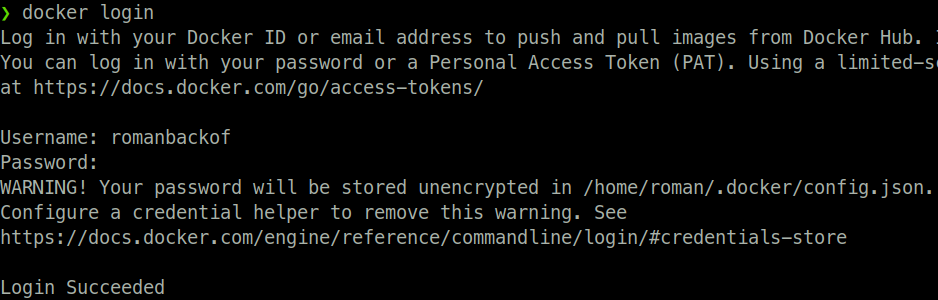 ❯ docker login
Log in with your Docker ID or email address to push and pull images from Docker Hub.
You can log in with your password or a Personal Access Token (PAT). Using a
at https://docs.docker.com/go/access-tokens/
Username: romanbackof
Password:
WARNING! Your password will be stored unencrypted in /home/roman/.docker/config.json.
Configure a credential helper to remove this warning. See
https://docs.docker.com/engine/reference/commandline/login/#credentials-store
Login Succeeded